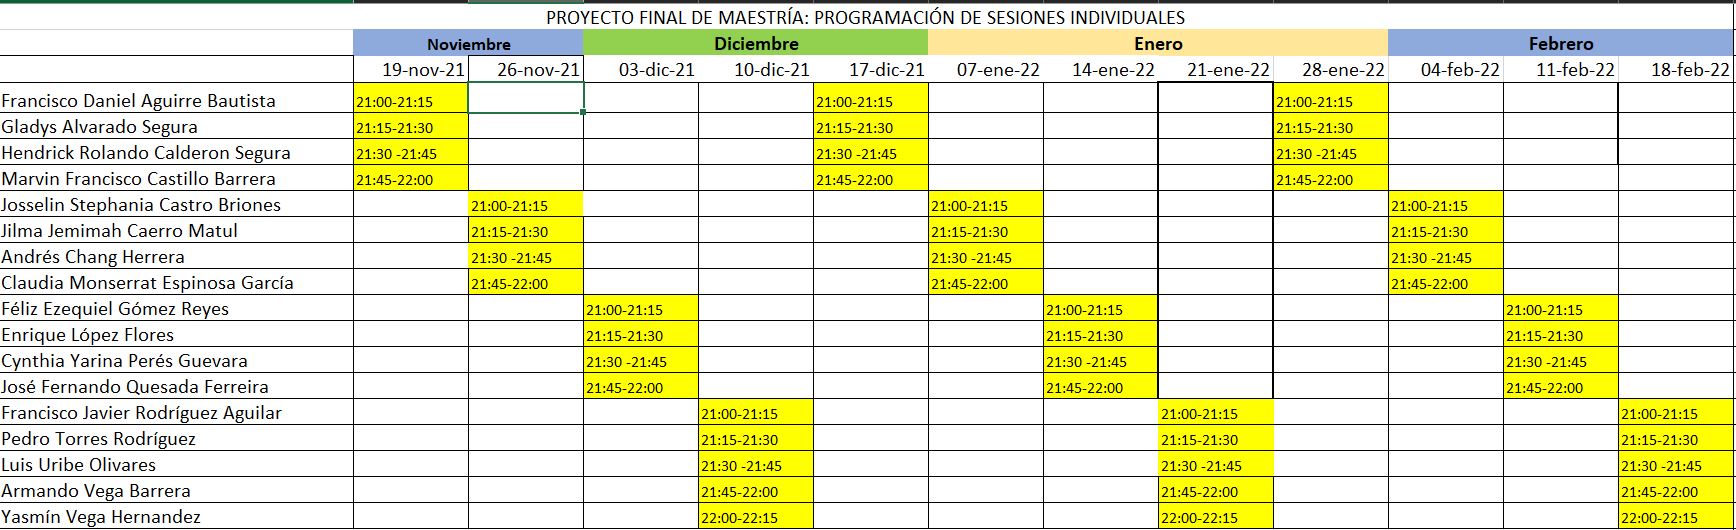 PROYECTO FINAL DE MAESTRÍA: PROGRAMACIÓN DE SESIONES INDIVIDUALES
Noviembre Diciembre Enero Febrero
19-nov-21 26-nov-21 03-dic-21 10-dic-21 17-dic-21 07-ene-22 14-ene-22 21-ene-22 28-ene-22 04-feb-22 11-feb-22 18-feb-22
Francisco Daniel Aguirre Bautista 21:00-21:15 21:00-21:15 21:00-21:15
Gladys Alvarado Segura 21:15-21:30 21:15-21:30 21:15-21:30
Hendrick Rolando Calderon Segura 21:30 -21:45 21:30 -21:45 21:30 -21:45
Marvin Francisco Castillo Barrera 21:45-22:00 21:45-22:00 21:45-22:00
Josselin Stephania Castro Briones 21:00-21:15 21:00-21:15 21:00-21:15
Jilma Jemimah Caerro Matul 21:15-21:30 21:15-21:30 21:15-21:30
Andrés Chang Herrera 21:30 -21:45 21:30 -21:45 21:30 -21:45
Claudia Monserrat Espinosa García 21:45-22:00 21:45-22:00 21:45-22:00
Féliz Ezequiel Gómez Reyes 21:00-21:15 21:00-21:15 21:00-21:15
Enrique López Flores 21:15-21:30 21:15-21:30 21:15-21:30
Cynthia Yarina Perés Guevara 21:30 -21:45 21:30 -21:45 21:30 -21:45
José Fernando Quesada Ferreira 21:45-22:00 21:45-22:00 21:45-22:00
Francisco Javier Rodríguez Aguilar 21:00-21:15 21:00-21:15 21:00-21:15
Pedro Torres Rodríguez 21:15-21:30 21:15-21:30 21:15-21:30
Luis Uribe Olivares 21:30 -21:45 21:30 -21:45 21:30 -21:45
Armando Vega Barrera 21:45-22:00 21:45-22:00 21:45-22:00
Yasmín Vega Hernandez 22:00-22:15 22:00-22:15 22:00-22:15